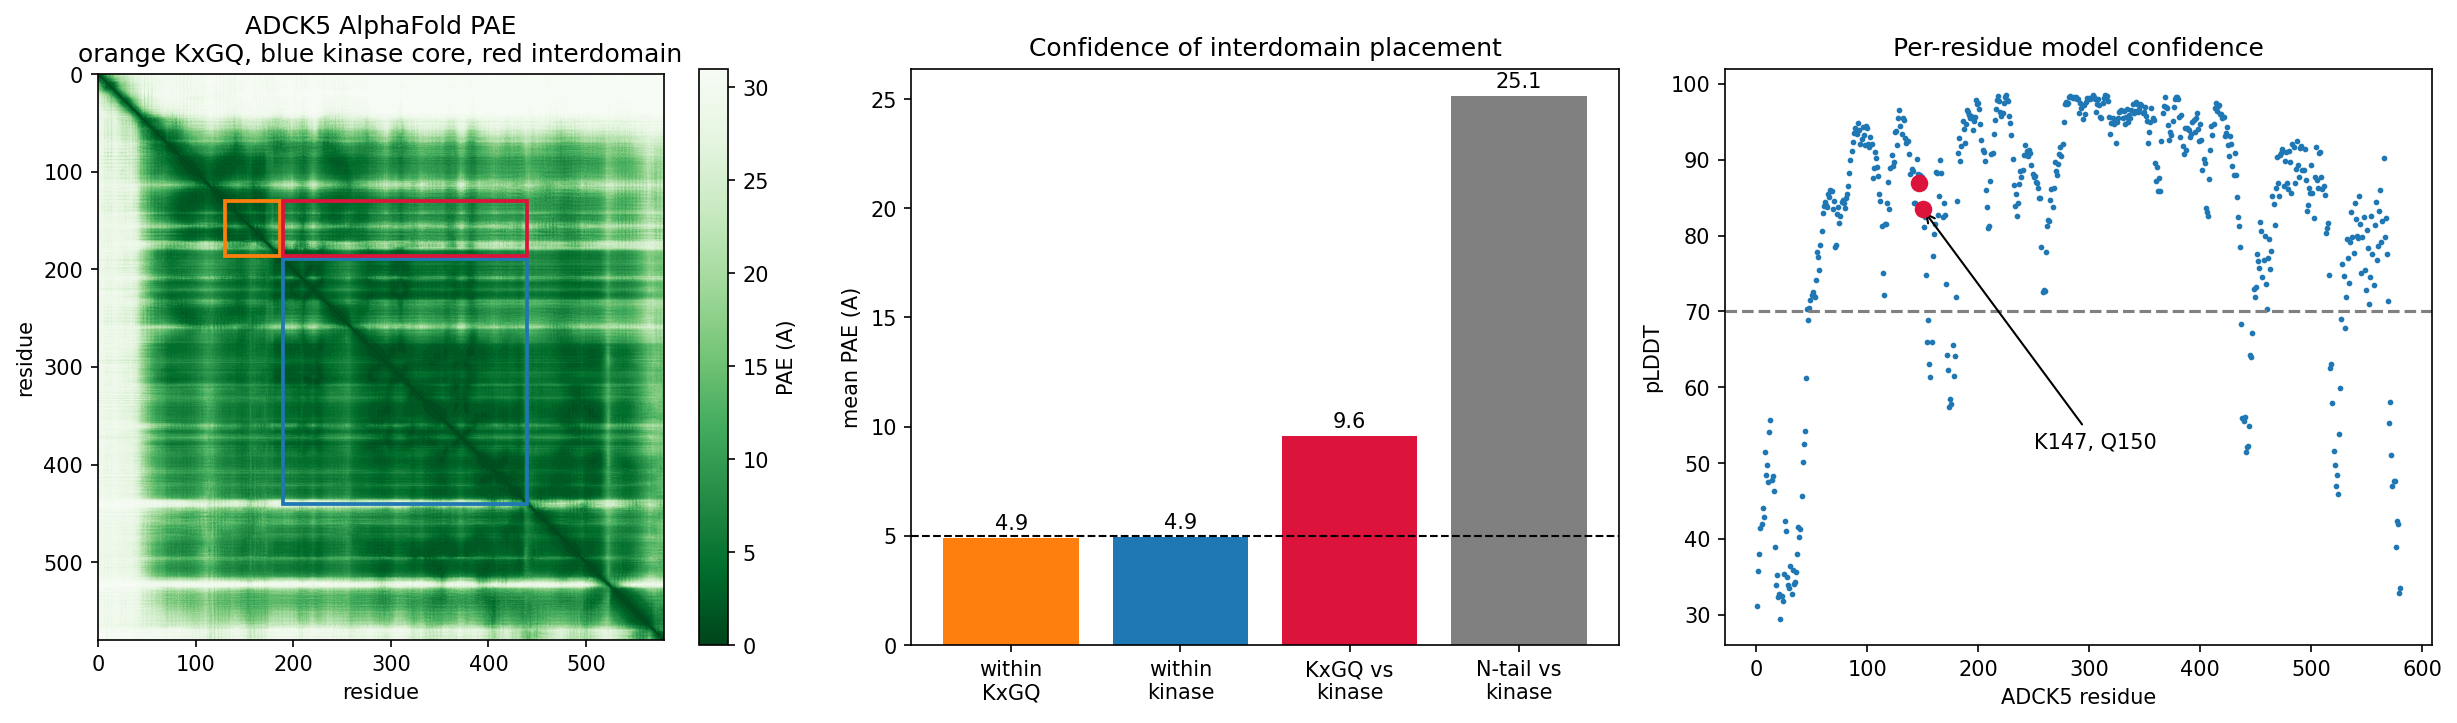 ADCK5 AlphaFold PAE
orange KxGQ, blue kinase core, red interdomain
0
100
200
300
400
500
residue
0
100
200
300
400
500
residue
30
25
20
15
10
5
0
PAE (A)
Confidence of interdomain placement
25
20
15
10
5
0
mean PAE (A)
4.9
4.9
9.6
25.1
within
KxGQ
within
kinase
KxGQ vs
kinase
N-tail vs
kinase
Per-residue model confidence
100
90
80
70
60
50
40
30
pLDDT
K147, Q150
0
100
200
300
400
500
600
ADCK5 residue